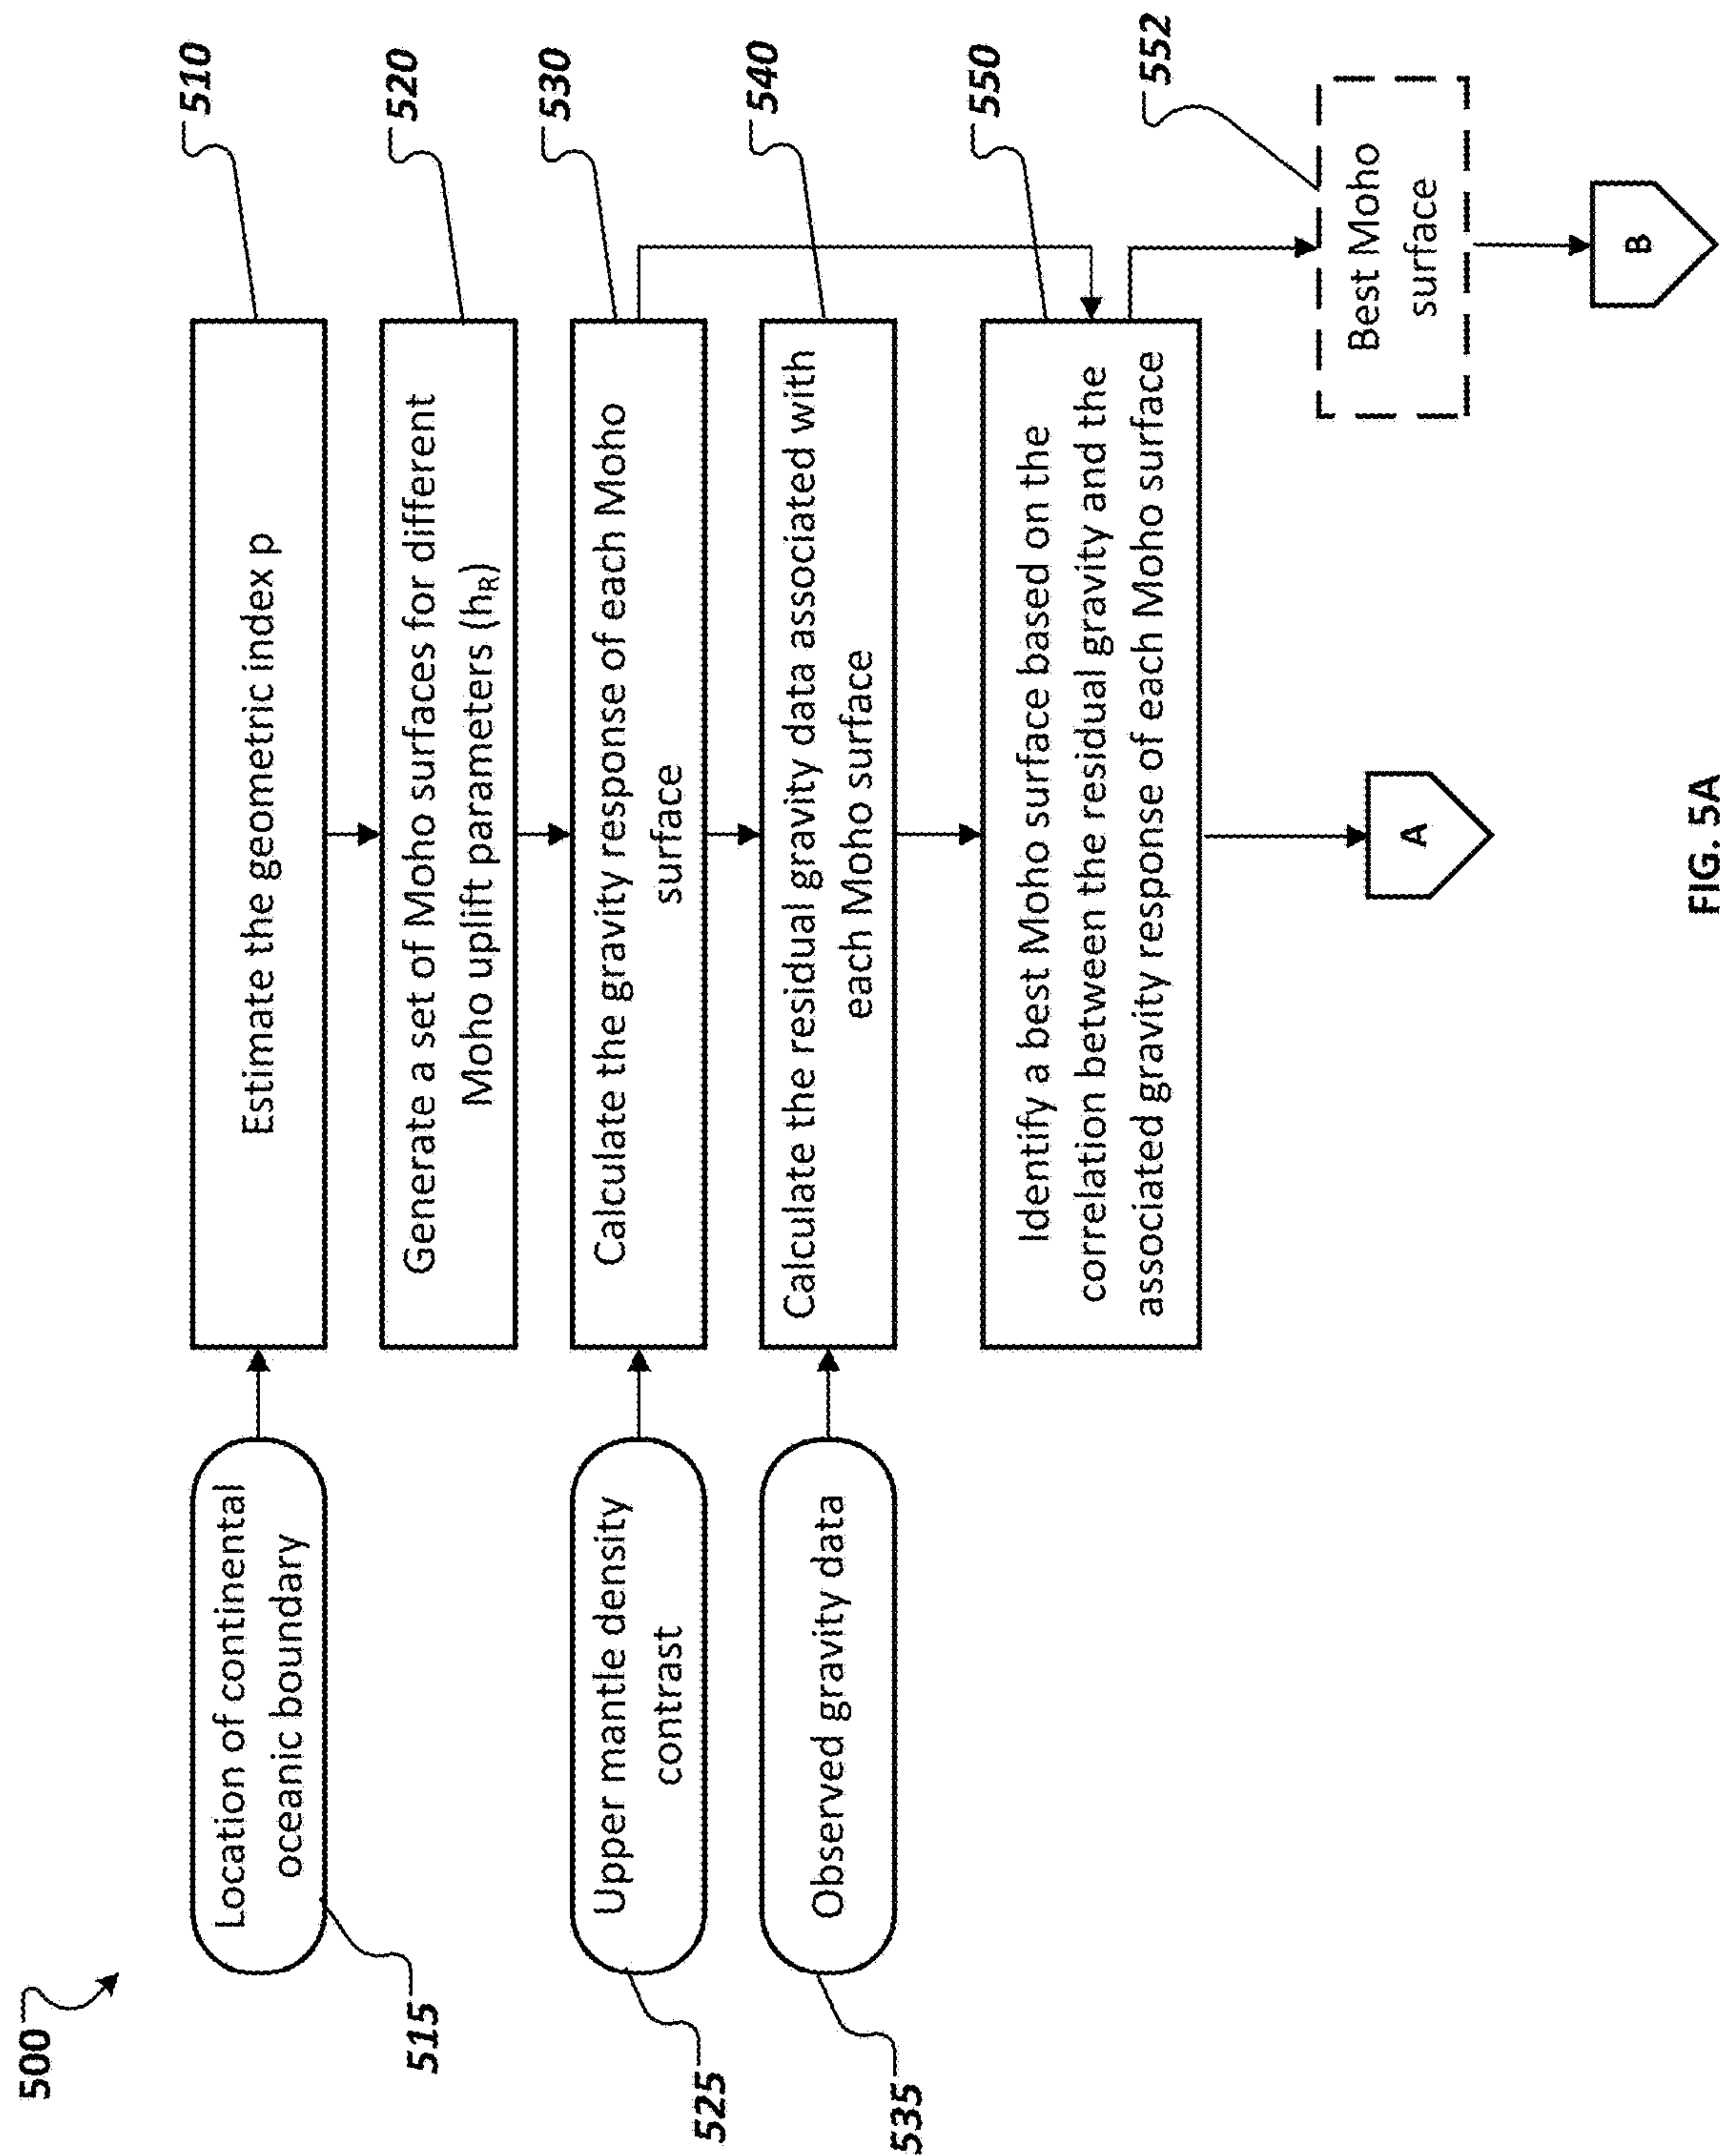 500
Location of continental
oceanic boundary
515
Estimate the geometric index p
510
Generate a set of Moho surfaces for different
Moho uplift parameters (hR)
520
Upper mantle density
contrast
525
Calculate the gravity response of each Moho
surface
530
Observed gravity data
535
Calculate the residual gravity data associated with
each Moho surface
540
Identify a best Moho surface based on the
correlation between the residual gravity and the
associated gravity response of each Moho surface
550
Best Moho
surface
552
A
B
FIG. 5A